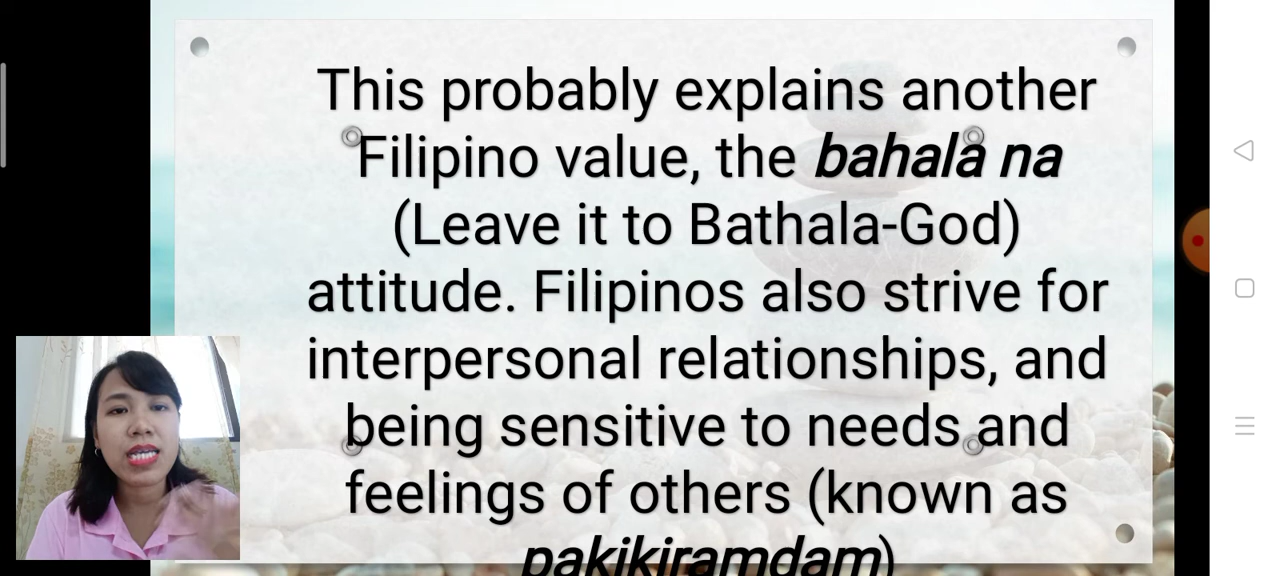 This probably explains another
Filipino value, the bahala na
(Leave it to Bathala-God)
attitude. Filipinos also strive for
interpersonal relationships, and
being sensitive to needs and
feelings of others (known as
pakikiramdam)